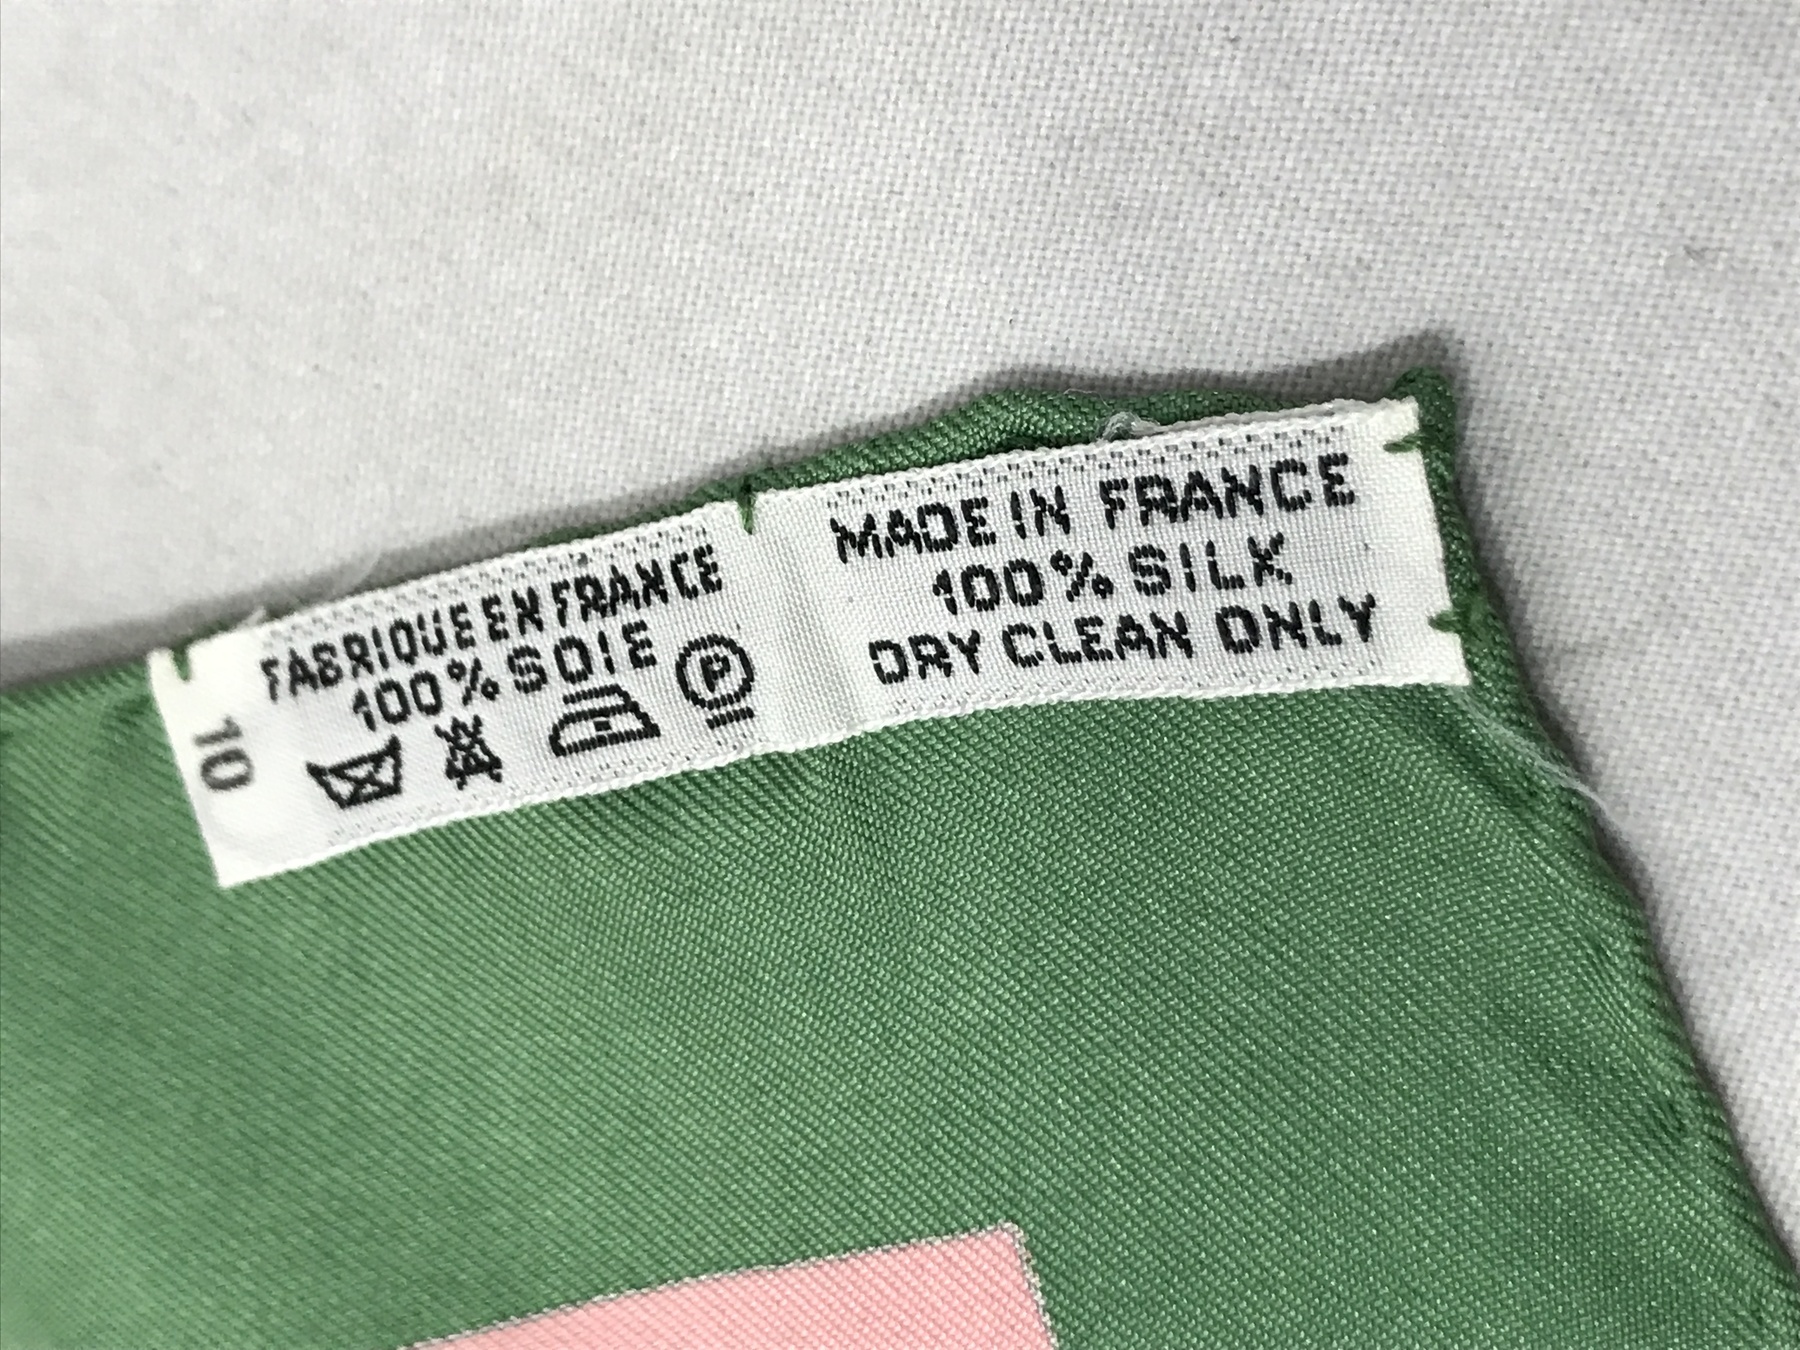 FABRIQUE EN FRANCE
100% SOIE
P
10
MADE IN FRANCE
100% SILK
DRY CLEAN ONLY